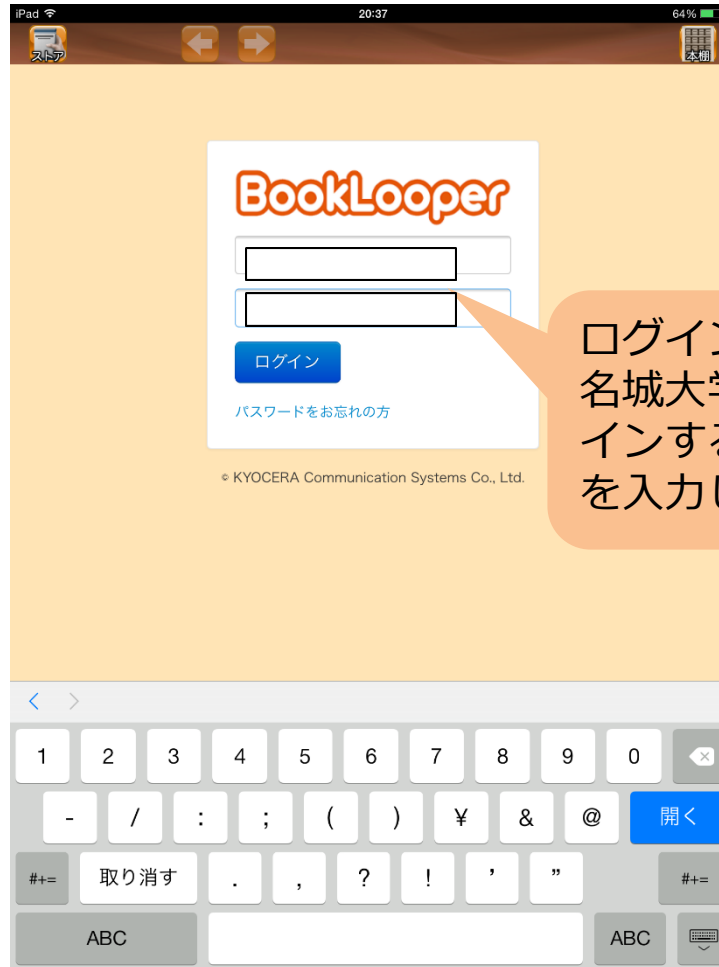 iPad 20:37 64%
ストア
本棚
BookLooper
ログイン
パスワードをお忘れの方
© KYOCERA Communication Systems Co., Ltd.
ログイン
名城大
インする
を入力し
1 2 3 4 5 6 7 8 9 0
- / : ; ( ) ¥ & @ 開く
#+= 取り消す . , ? ! ’ ” #+=
ABC ABC